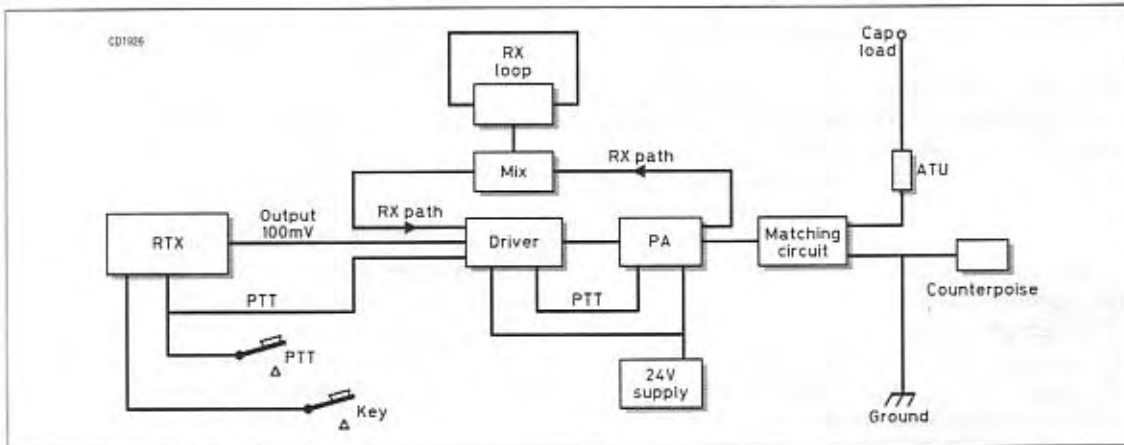 CD1926
RX
loop
Cap
load
Mix
RX path
ATU
RX path
Output
100mV
RTX
Driver
PA
Matching
circuit
Counterpoise
PTT
PTT
PTT
24V
supply
Key
Ground